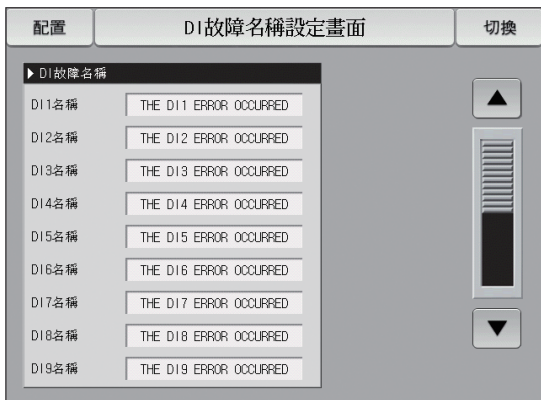 配置 DI故障名稱設定畫面 切換
▶ DI故障名稱
DI1名稱 THE DI1 ERROR OCCURRED
DI2名稱 THE DI2 ERROR OCCURRED
DI3名稱 THE DI3 ERROR OCCURRED
DI4名稱 THE DI4 ERROR OCCURRED
DI5名稱 THE DI5 ERROR OCCURRED
DI6名稱 THE DI6 ERROR OCCURRED
DI7名稱 THE DI7 ERROR OCCURRED
DI8名稱 THE DI8 ERROR OCCURRED
DI9名稱 THE DI9 ERROR OCCURRED